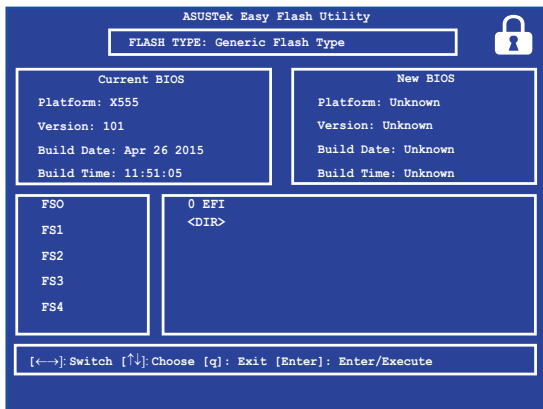 ASUSTek Easy Flash Utility
FLASH TYPE: Generic Flash Type
Current BIOS
Platform: X555
Version: 101
Build Date: Apr 26 2015
Build Time: 11:51:05
New BIOS
Platform: Unknown
Version: Unknown
Build Date: Unknown
Build Time: Unknown
FSO
FS1
FS2
FS3
FS4
0 EFI
<DIR>
[←→]: Switch [↑↓]: Choose [q]: Exit [Enter]: Enter/Execute